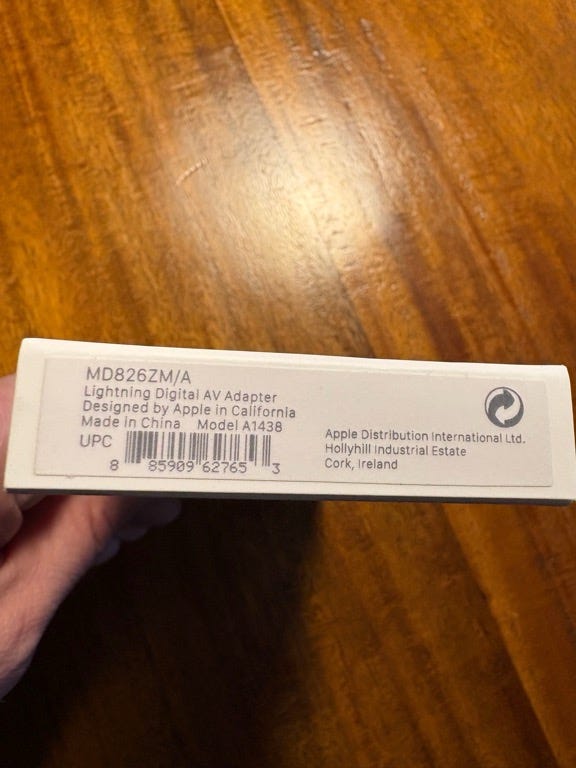 MD826ZM/A
Lightning Digital AV Adapter
Designed by Apple in California
Made in China Model A1438
UPC
8 85909 62765 3
Apple Distribution International Ltd.
Hollyhill Industrial Estate
Cork, Ireland